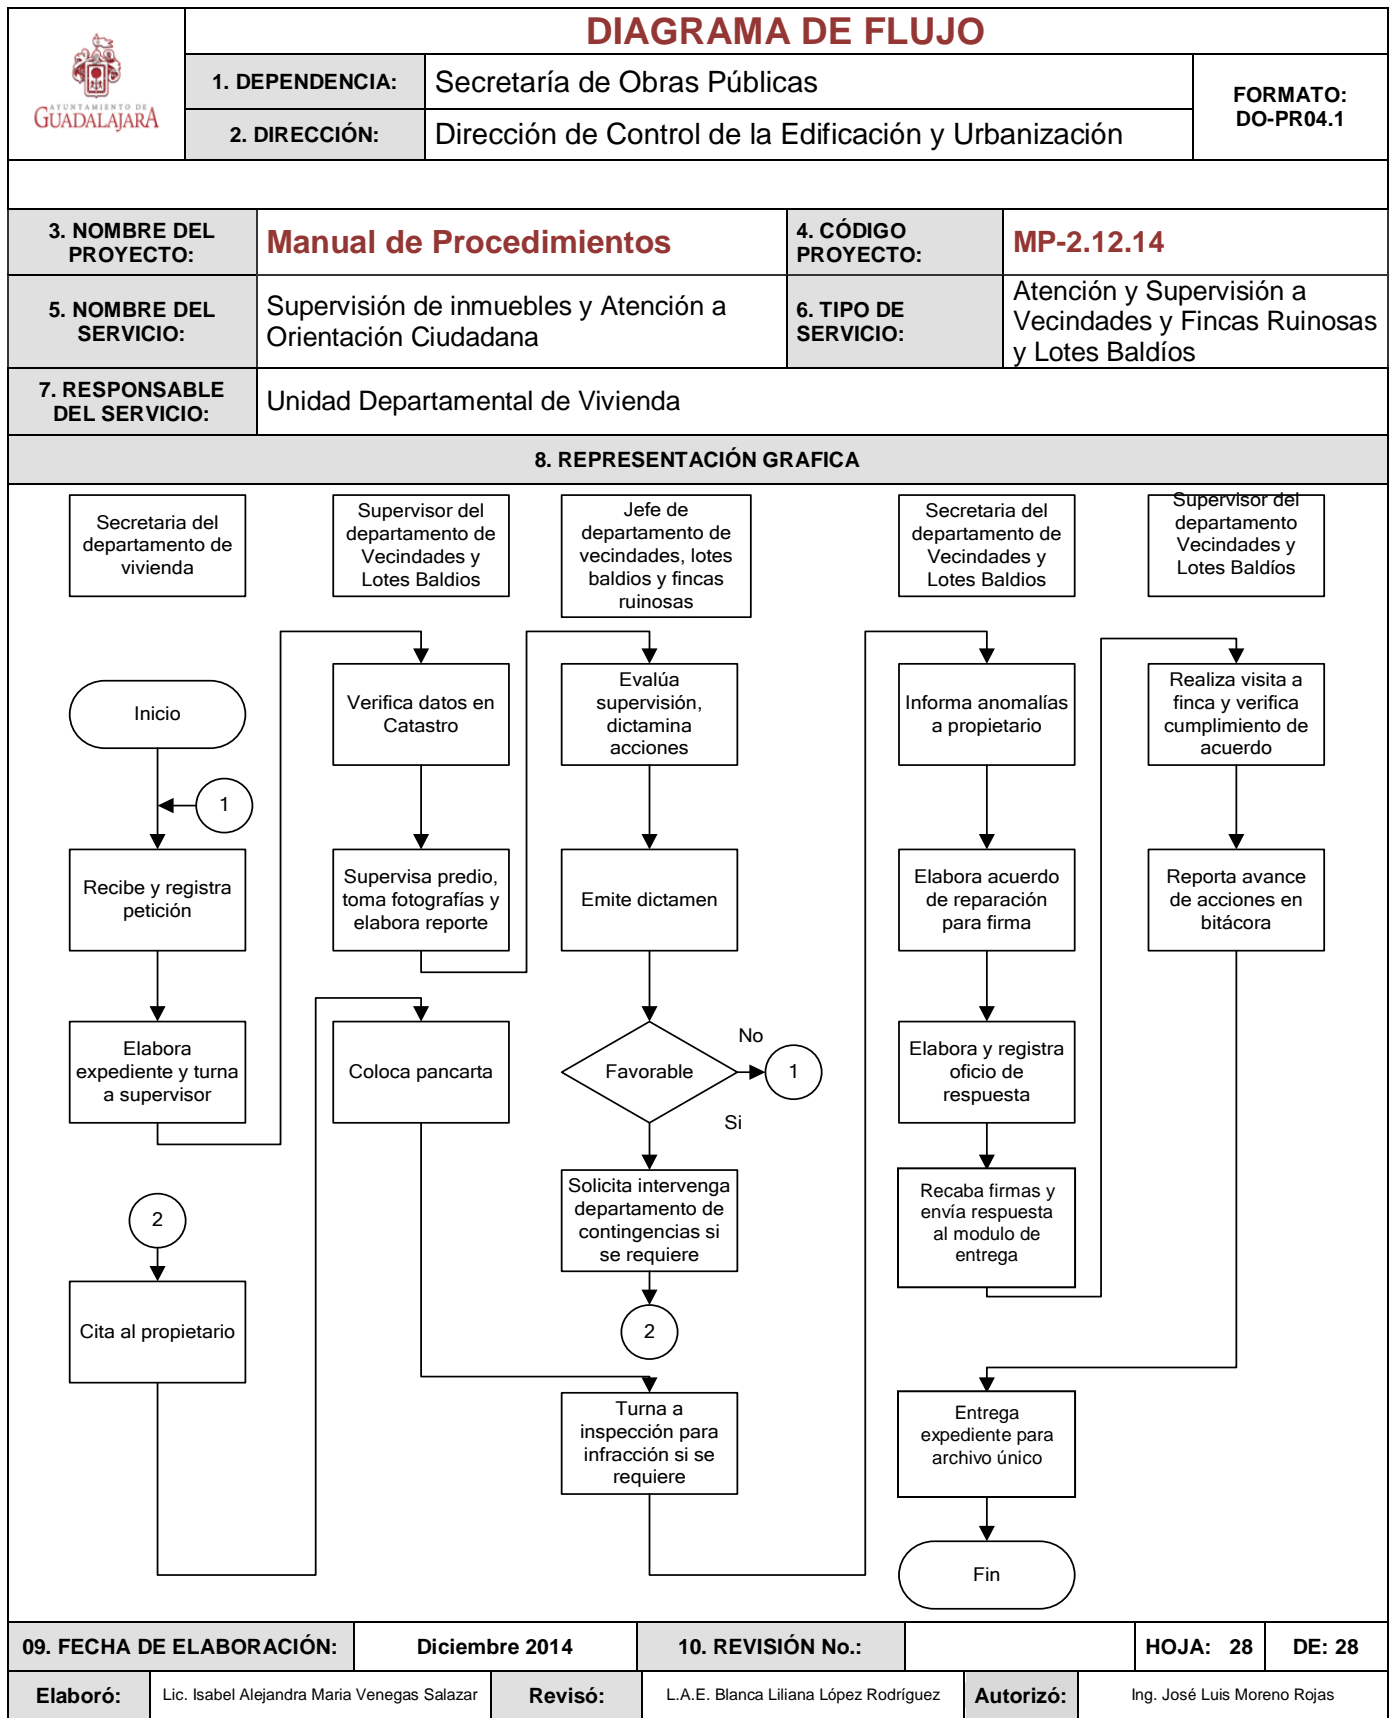 AYUNTAMIENTO DE
GUADALAJARA
DIAGRAMA DE FLUJO
1. DEPENDENCIA:
Secretaría de Obras Públicas
FORMATO:
DO-PR04.1
2. DIRECCIÓN:
Dirección de Control de la Edificación y Urbanización
3. NOMBRE DEL
PROYECTO:
Manual de Procedimientos
4. CÓDIGO
PROYECTO:
MP-2.12.14
5. NOMBRE DEL
SERVICIO:
Supervisión de inmuebles y Atención a
Orientación Ciudadana
6. TIPO DE
SERVICIO:
Atención y Supervisión a
Vecindades y Fincas Ruinosas
y Lotes Baldíos
7. RESPONSABLE
DEL SERVICIO:
Unidad Departamental de Vivienda
8. REPRESENTACIÓN GRAFICA
Secretaria del
departamento de
vivienda
Supervisor del
departamento de
Vecindades y
Lotes Baldios
Jefe de
departamento de
vecindades, lotes
baldios y fincas
ruinosas
Secretaria del
departamento de
Vecindades y
Lotes Baldios
Supervisor del
departamento
Vecindades y
Lotes Baldíos
Inicio
1
Recibe y registra
petición
Elabora
expediente y turna
a supervisor
2
Cita al propietario
Verifica datos en
Catastro
Supervisa predio,
toma fotografías y
elabora reporte
Coloca pancarta
Evalúa
supervisión,
dictamina
acciones
Emite dictamen
Favorable
No
1
Si
Solicita intervenga
departamento de
contingencias si
se requiere
2
Turna a
inspección para
infracción si se
requiere
Informa anomalías
a propietario
Elabora acuerdo
de reparación
para firma
Elabora y registra
oficio de
respuesta
Recaba firmas y
envía respuesta
al modulo de
entrega
Realiza visita a
finca y verifica
cumplimiento de
acuerdo
Reporta avance
de acciones en
bitácora
Entrega
expediente para
archivo único
Fin
09. FECHA DE ELABORACIÓN:
Diciembre 2014
10. REVISIÓN No.:
HOJA: 28
DE: 28
Elaboró:
Lic. Isabel Alejandra Maria Venegas Salazar
Revisó:
L.A.E. Blanca Liliana López Rodríguez
Autorizó:
Ing. José Luis Moreno Rojas